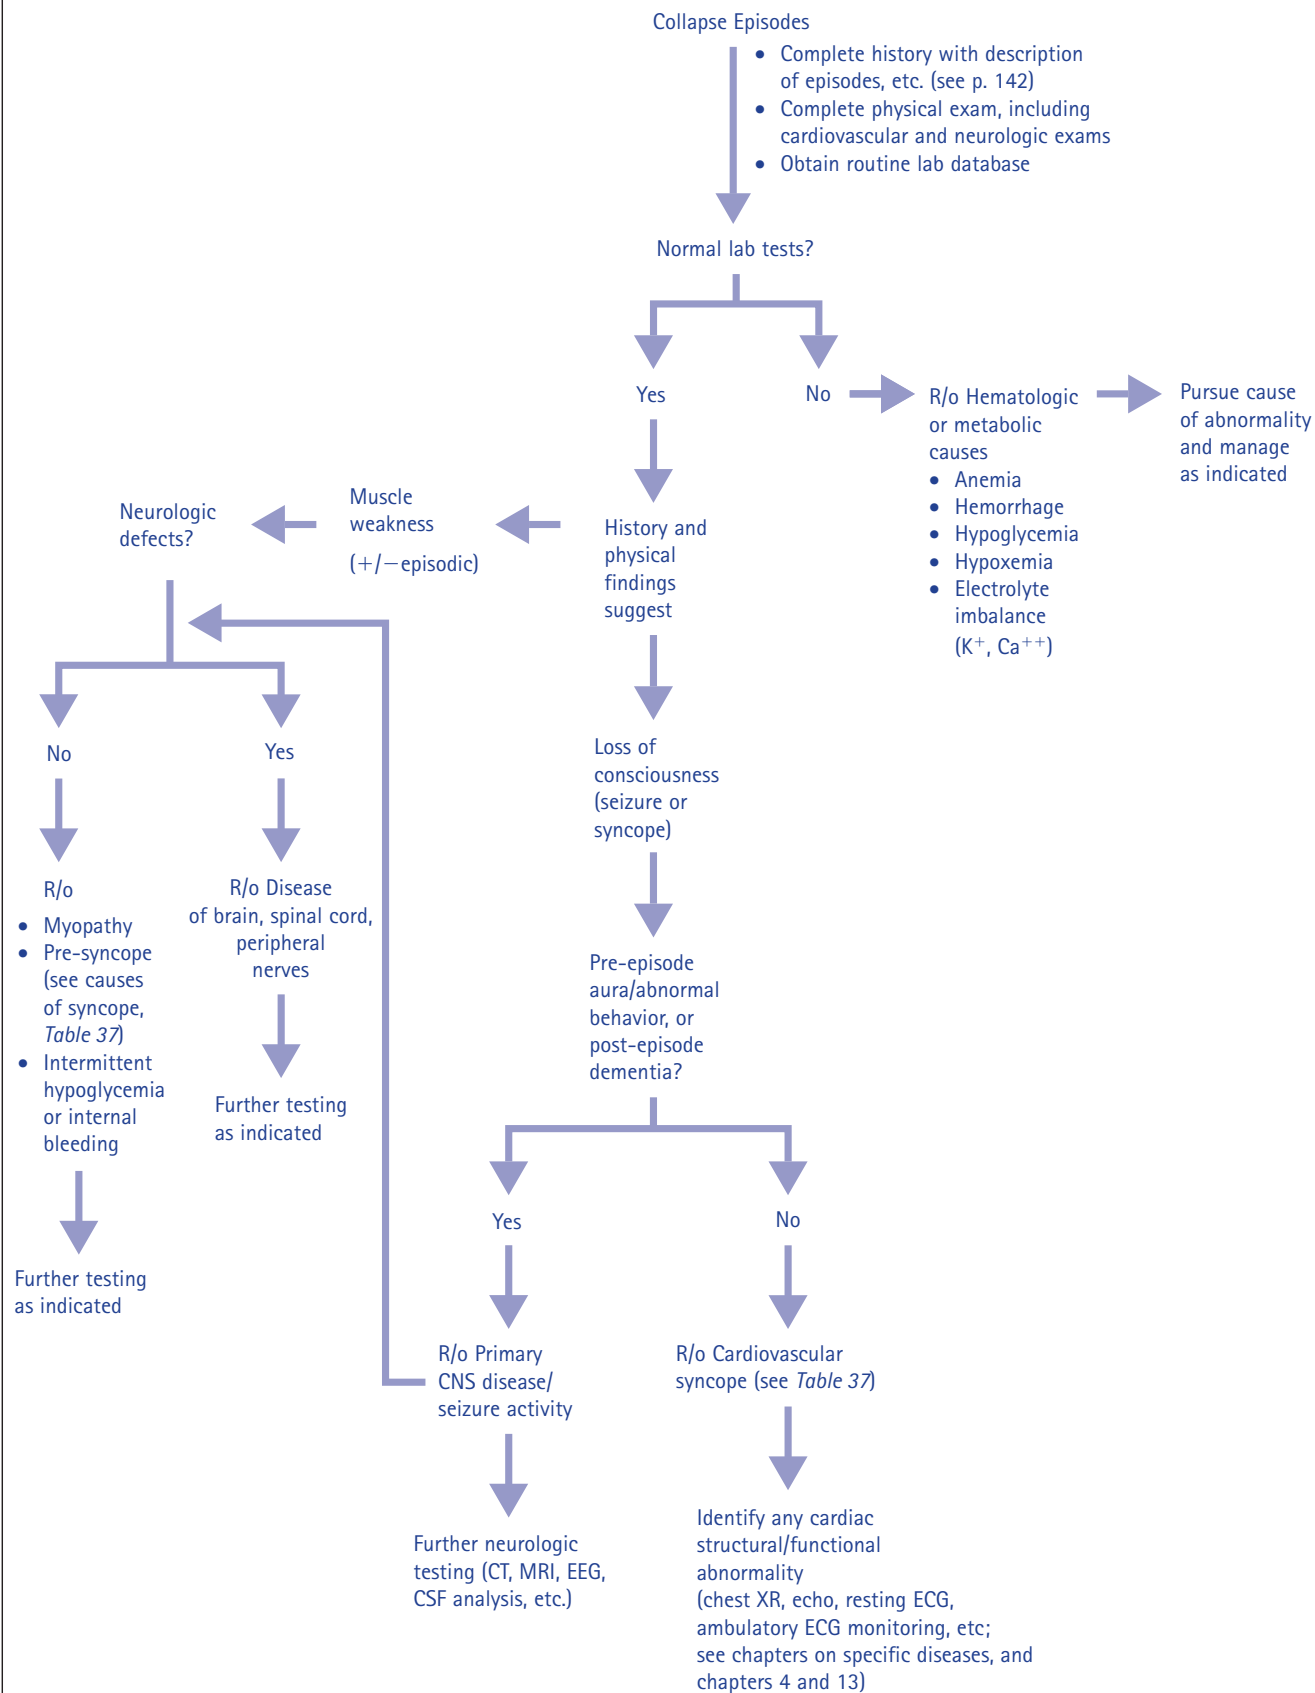 Collapse Episodes
• Complete history with description
of episodes, etc. (see p. 142)
• Complete physical exam, including
cardiovascular and neurologic exams
• Obtain routine lab database
Normal lab tests?
Yes
No
R/o Hematologic
or metabolic
causes
• Anemia
• Hemorrhage
• Hypoglycemia
• Hypoxemia
• Electrolyte
imbalance
(K⁺, Ca⁺⁺)
Pursue cause
of abnormality
and manage
as indicated
History and
physical
findings
suggest
Muscle
weakness
(+/−episodic)
Neurologic
defects?
No
Yes
R/o
• Myopathy
• Pre-syncope
(see causes
of syncope,
Table 37)
• Intermittent
hypoglycemia
or internal
bleeding
Further testing
as indicated
R/o Disease
of brain, spinal cord,
peripheral
nerves
Further testing
as indicated
Loss of
consciousness
(seizure or
syncope)
Pre-episode
aura/abnormal
behavior, or
post-episode
dementia?
Yes
No
R/o Primary
CNS disease/
seizure activity
Further neurologic
testing (CT, MRI, EEG,
CSF analysis, etc.)
R/o Cardiovascular
syncope (see Table 37)
Identify any cardiac
structural/functional
abnormality
(chest XR, echo, resting ECG,
ambulatory ECG monitoring, etc;
see chapters on specific diseases, and
chapters 4 and 13)